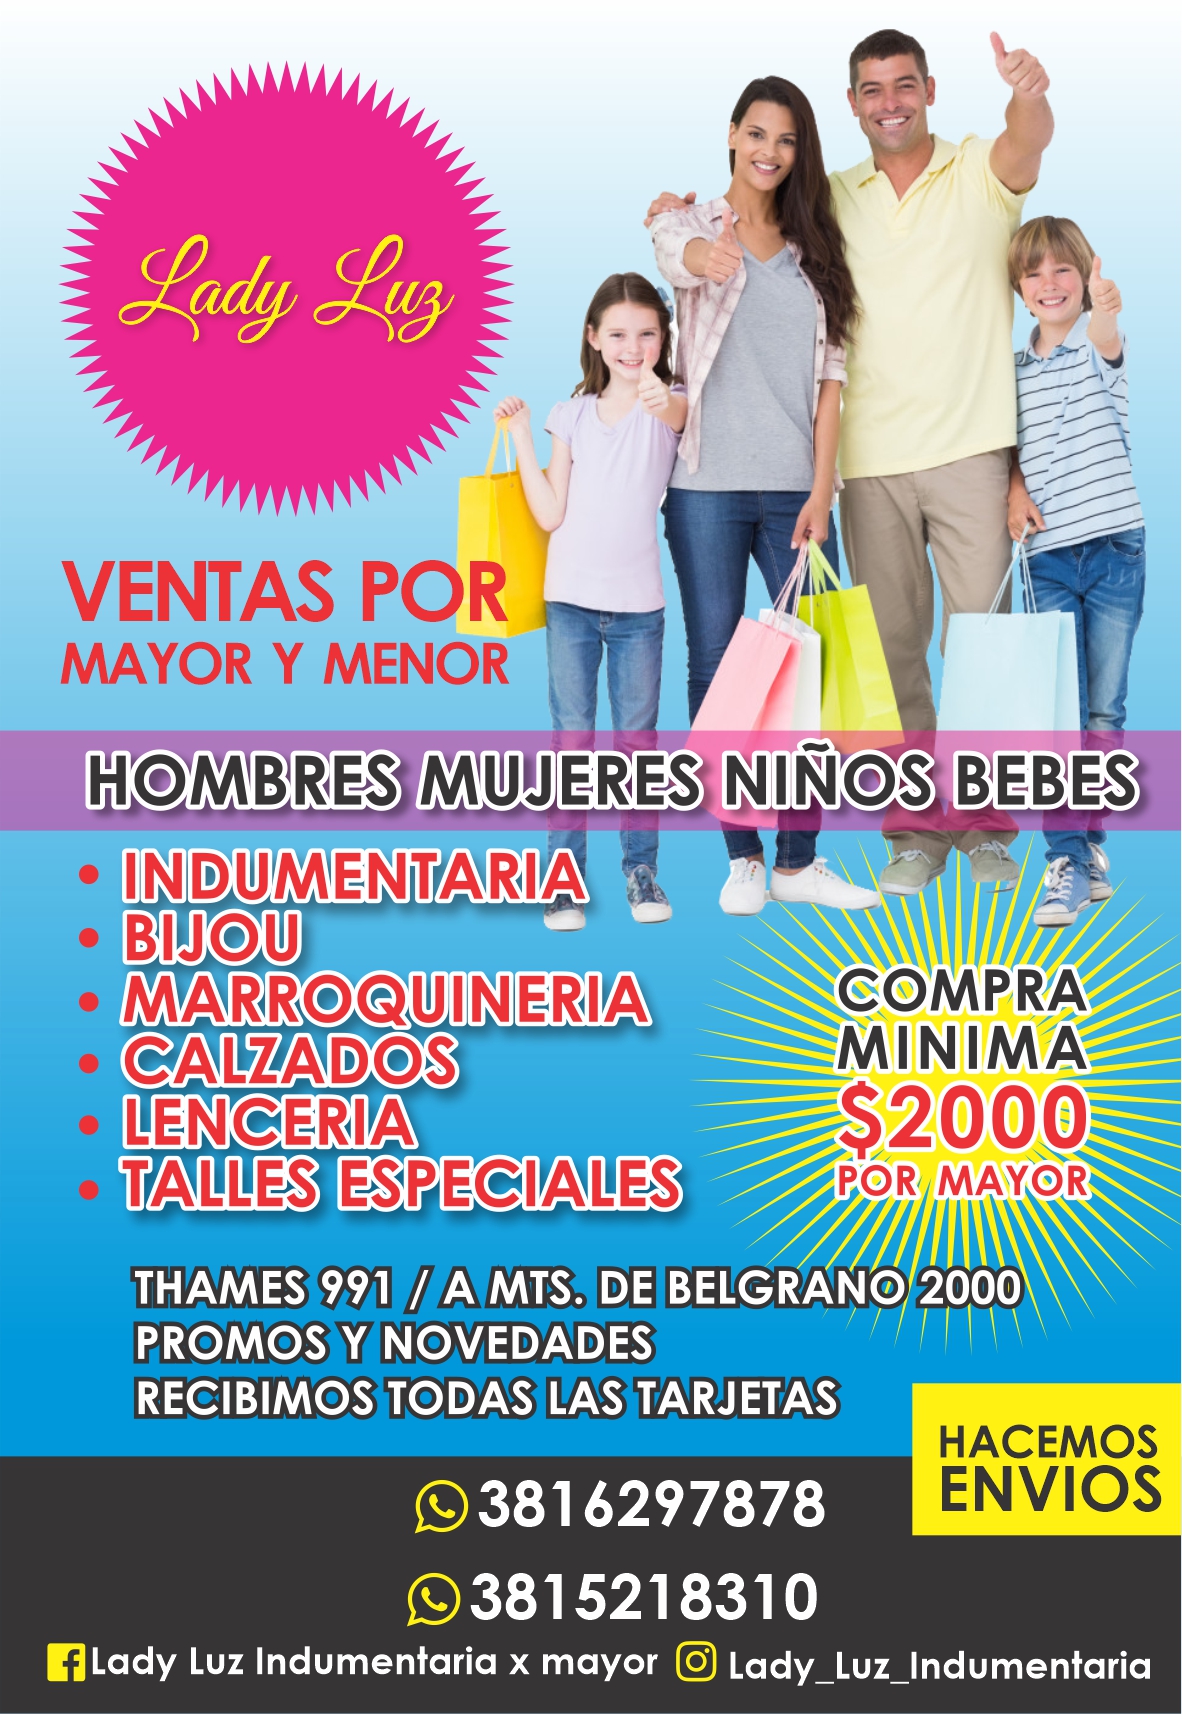 Lady Luz
VENTAS POR
MAYOR Y MENOR
HOMBRES MUJERES NIÑOS BEBES
• INDUMENTARIA
• BIJOU
• MARROQUINERIA
• CALZADOS
• LENCERIA
• TALLES ESPECIALES
COMPRA
MINIMA
$2000
POR MAYOR
THAMES 991 / A MTS. DE BELGRANO 2000
PROMOS Y NOVEDADES
RECIBIMOS TODAS LAS TARJETAS
HACEMOS
ENVIOS
3816297878
3815218310
Lady Luz Indumentaria x mayor
Lady_Luz_Indumentaria